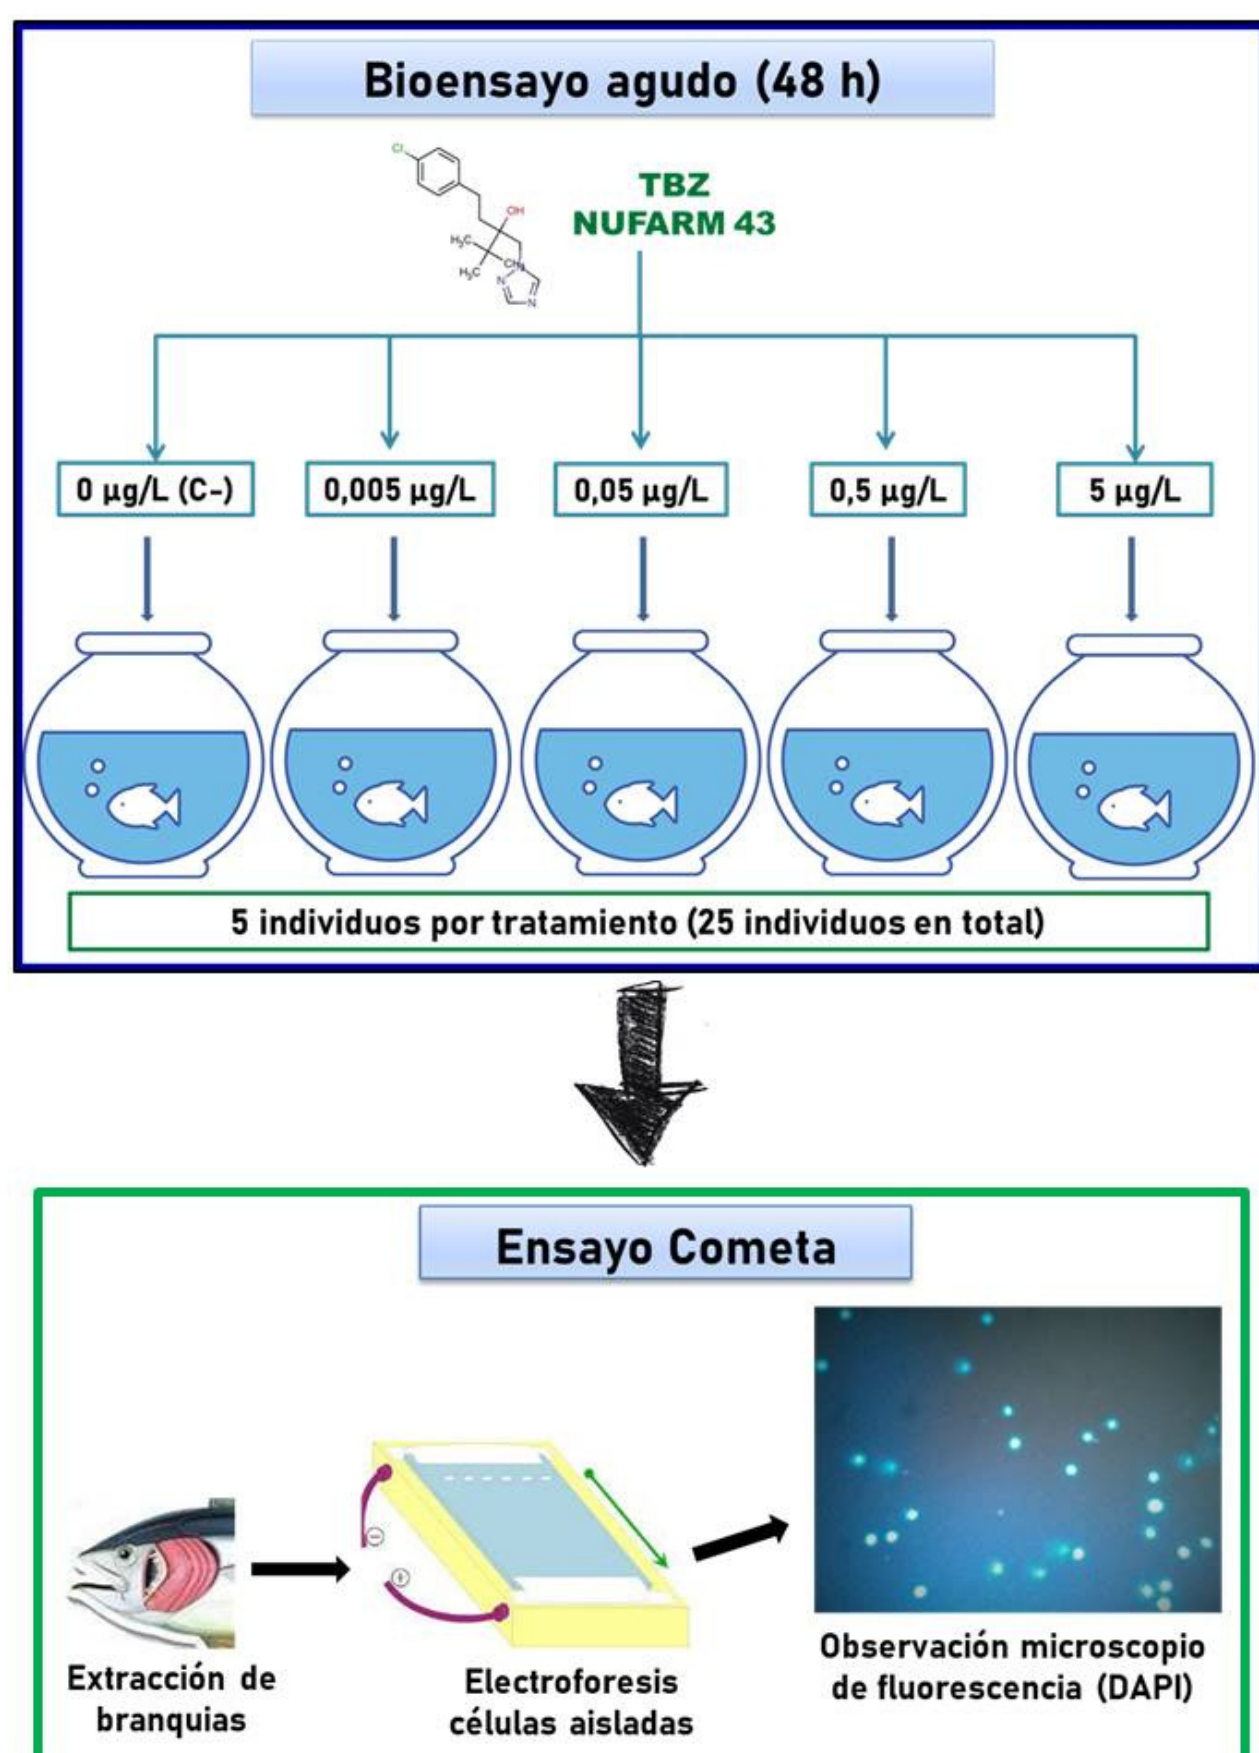 Bioensayo agudo (48 h)
Cl
OH
H₃C
H₃C
CH₃
N
N
N
TBZ
NUFARM 43
0 µg/L (C-)
0,005 µg/L
0,05 µg/L
0,5 µg/L
5 µg/L
5 individuos por tratamiento (25 individuos en total)
Ensayo Cometa
−
+
Extracción de
branquias
Electroforesis
células aisladas
Observación microscopio
de fluorescencia (DAPI)